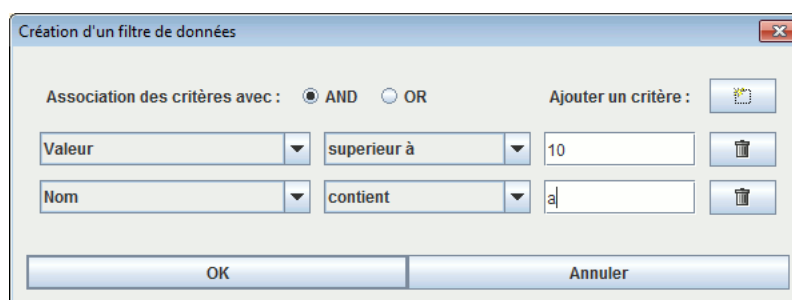 Création d'un filtre de données
Association des critères avec : AND OR Ajouter un critère :
Valeur superieur à 10
Nom contient a
OK Annuler